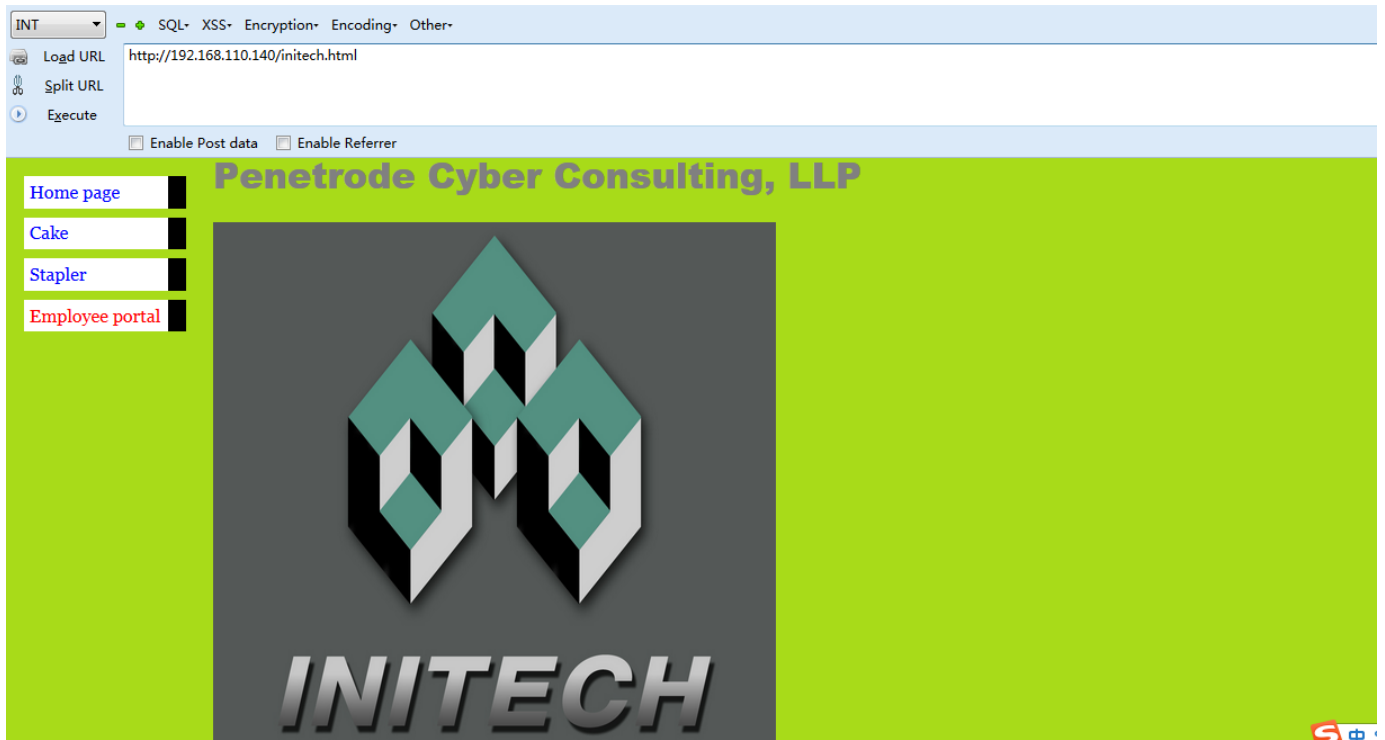 INT SQL- XSS- Encryption- Encoding- Other-
Load URL http://192.168.110.140/initech.html
Split URL
Execute
Enable Post data Enable Referrer
Penetrode Cyber Consulting, LLP
Home page
Cake
Stapler
Employee portal
INITECH
S 中